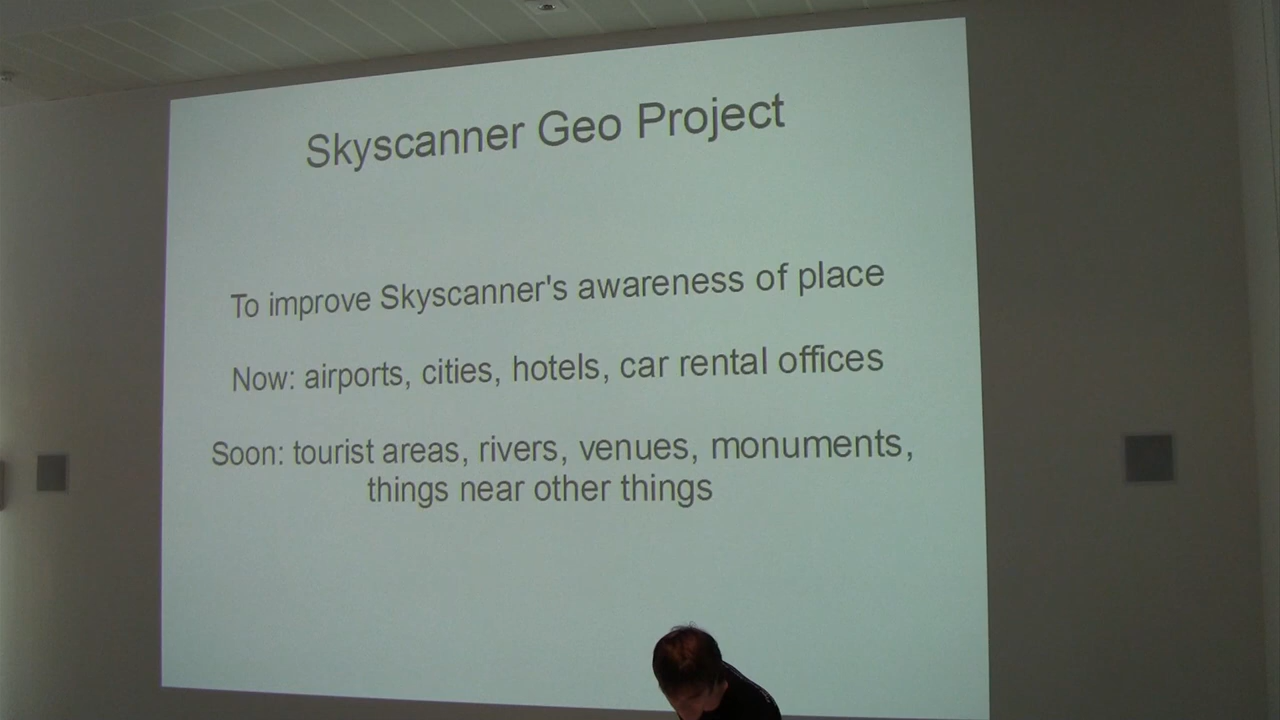 Skyscanner Geo Project
To improve Skyscanner's awareness of place
Now: airports, cities, hotels, car rental offices
Soon: tourist areas, rivers, venues, monuments,
things near other things